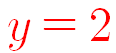 y = 2